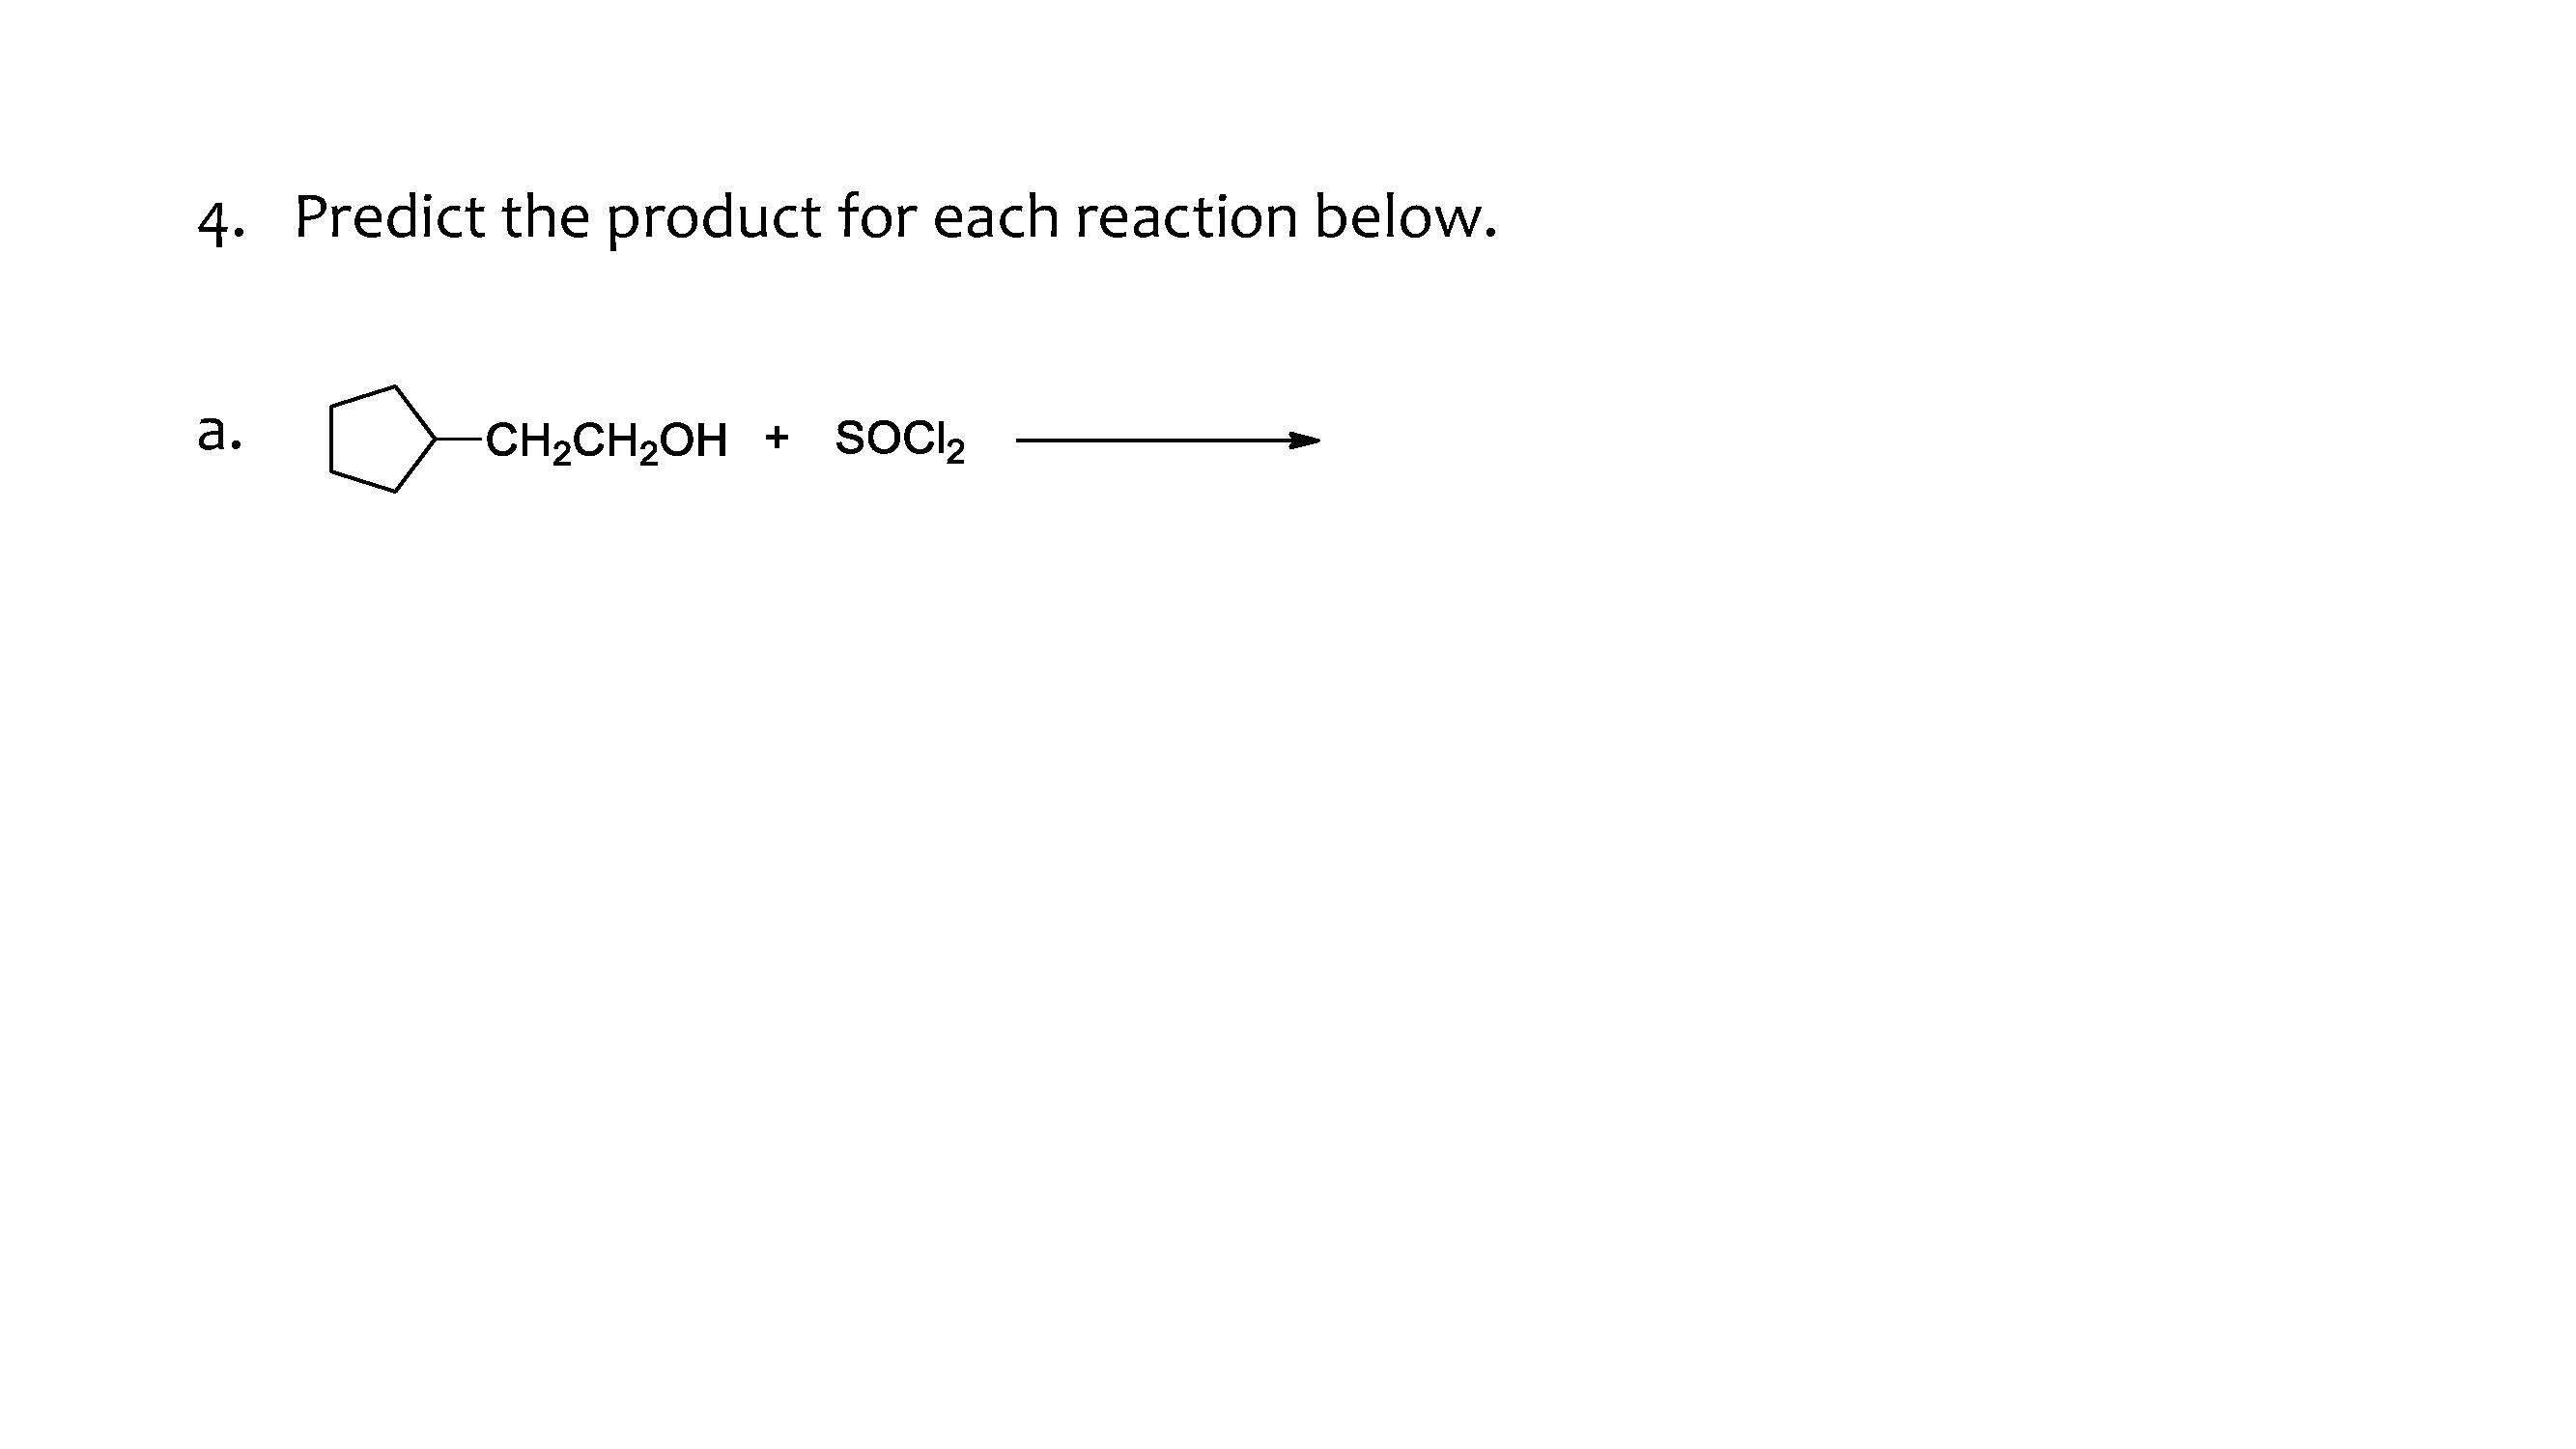 4. Predict the product for each reaction below.
a. CH₂CH₂OH + SOCl₂